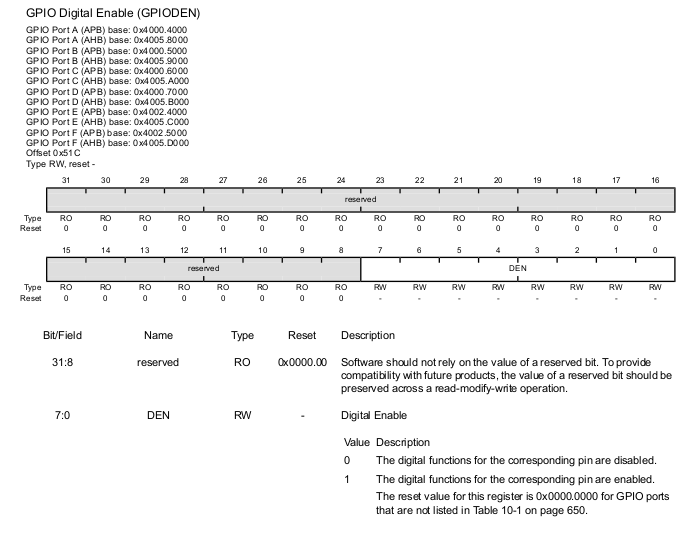 GPIO Digital Enable (GPIODEN)
GPIO Port A (APB) base: 0x4000.4000
GPIO Port A (AHB) base: 0x4005.8000
GPIO Port B (APB) base: 0x4000.5000
GPIO Port B (AHB) base: 0x4005.9000
GPIO Port C (APB) base: 0x4000.6000
GPIO Port C (AHB) base: 0x4005.A000
GPIO Port D (APB) base: 0x4000.7000
GPIO Port D (AHB) base: 0x4005.B000
GPIO Port E (APB) base: 0x4002.4000
GPIO Port E (AHB) base: 0x4005.C000
GPIO Port F (APB) base: 0x4002.5000
GPIO Port F (AHB) base: 0x4005.D000
Offset 0x51C
Type RW, reset -
31 30 29 28 27 26 25 24 23 22 21 20 19 18 17 16
reserved
Type RO RO RO RO RO RO RO RO RO RO RO RO RO RO RO RO
Reset 0 0 0 0 0 0 0 0 0 0 0 0 0 0 0 0
15 14 13 12 11 10 9 8 7 6 5 4 3 2 1 0
reserved DEN
Type RO RO RO RO RO RO RO RO RW RW RW RW RW RW RW RW
Reset 0 0 0 0 0 0 0 0 - - - - - - - -
Bit/Field Name Type Reset Description
31:8 reserved RO 0x0000.00 Software should not rely on the value of a reserved bit. To provide
compatibility with future products, the value of a reserved bit should be
preserved across a read-modify-write operation.
7:0 DEN RW - Digital Enable
Value Description
0 The digital functions for the corresponding pin are disabled.
1 The digital functions for the corresponding pin are enabled.
The reset value for this register is 0x0000.0000 for GPIO ports
that are not listed in Table 10-1 on page 650.